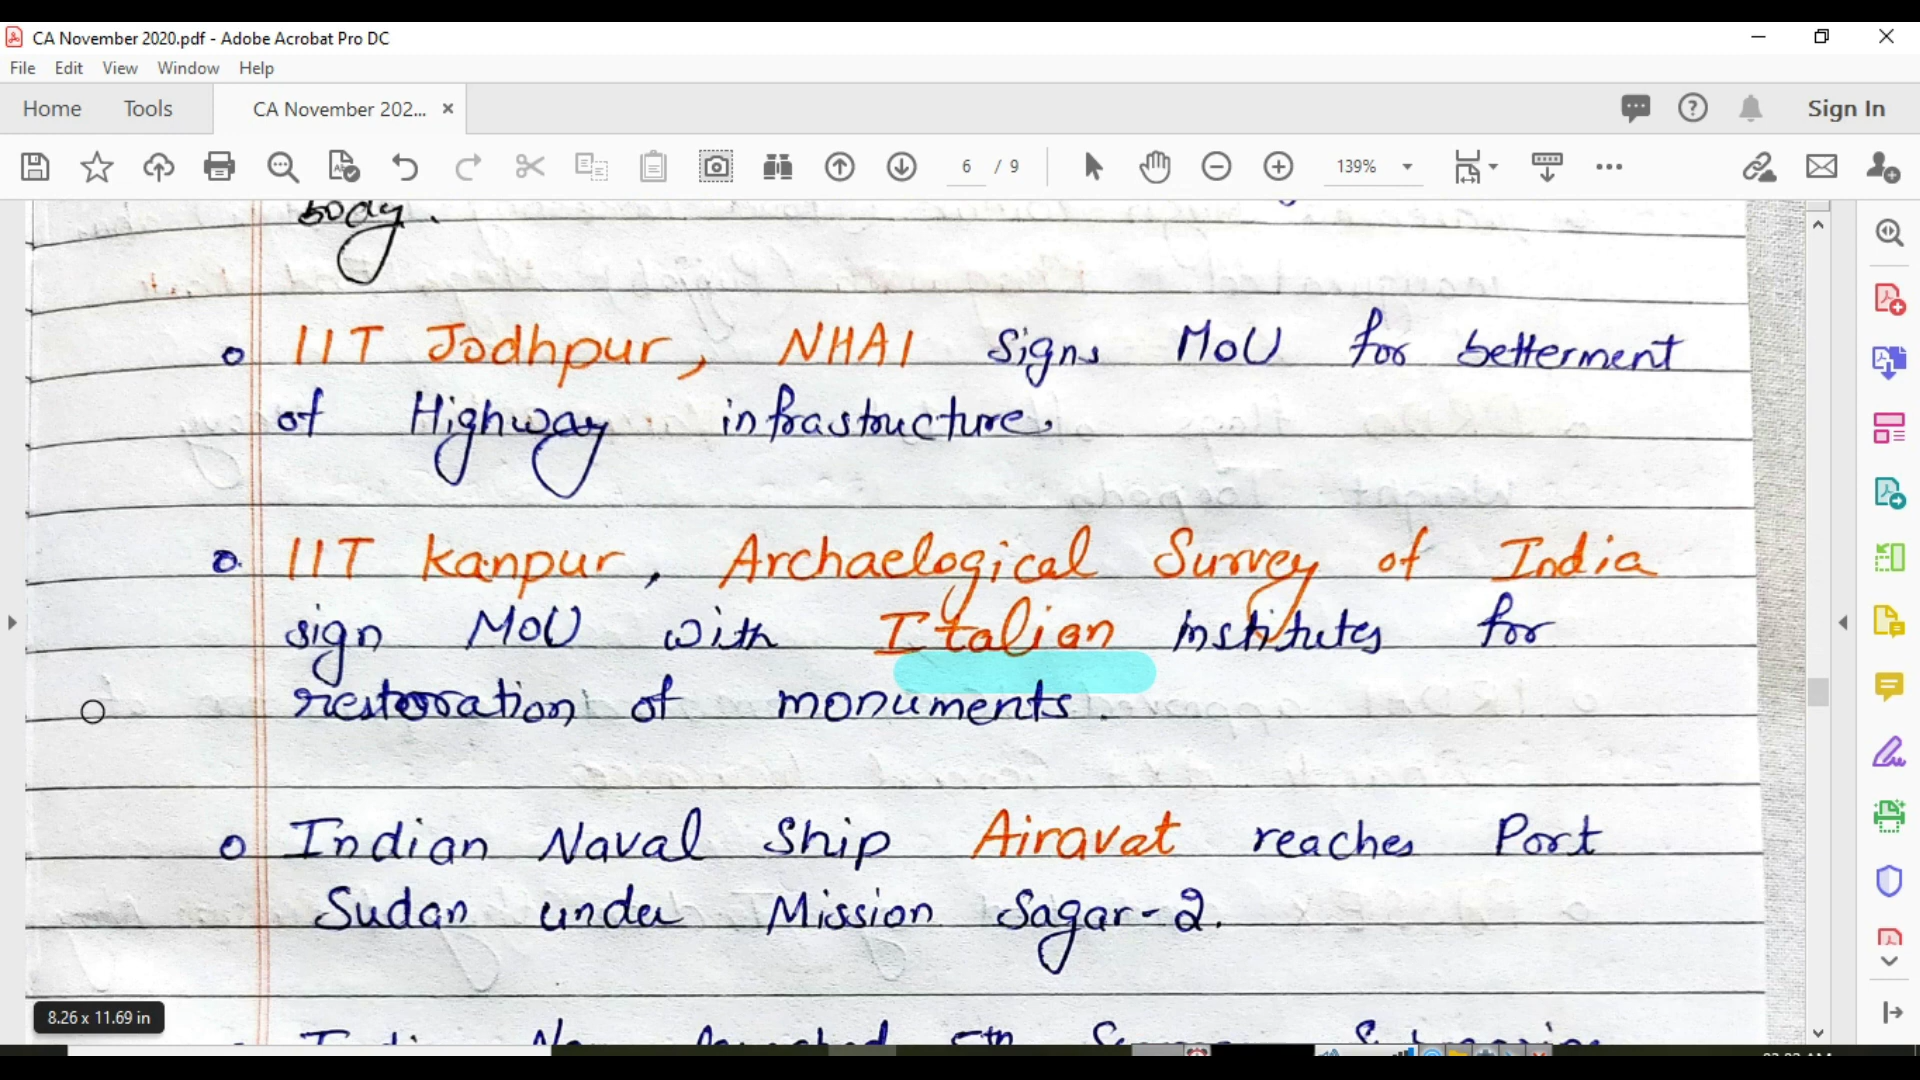 CA November 2020.pdf - Adobe Acrobat Pro DC
File Edit View Window Help
Home Tools CA November 202... × Sign In
6 / 9 139%
body.
o IIT Jodhpur, NHAI signs MoU for betterment
of Highway infrastructure.
o IIT Kanpur, Archaelogical Survey of India
sign MoU with Italian institutes for
restoration of monuments.
o Indian Naval Ship Airavat reaches Port
Sudan under Mission Sagar-2.
8.26 x 11.69 in
5th